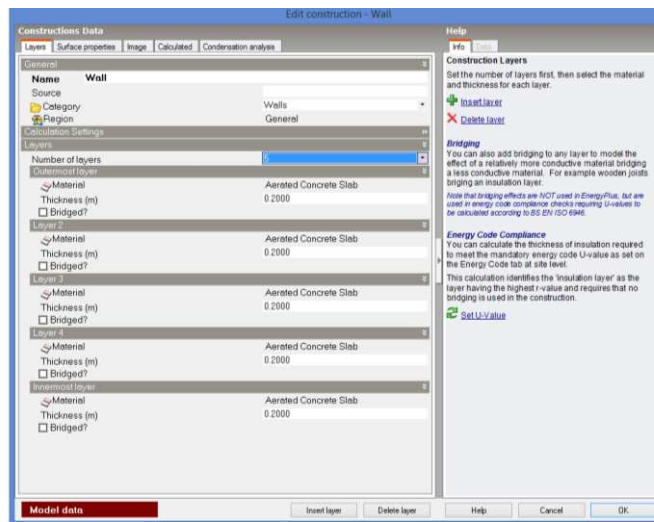 Edit construction - Wall
Constructions Data
Layers Surface properties Image Calculated Condensation analysis
General
Name Wall
Source
Category Walls
Region General
Calculation Settings
Layers
Number of layers 5
Outermost layer
Material Aerated Concrete Slab
Thickness (m) 0.2000
Bridged?
Layer 2
Material Aerated Concrete Slab
Thickness (m) 0.2000
Bridged?
Layer 3
Material Aerated Concrete Slab
Thickness (m) 0.2000
Bridged?
Layer 4
Material Aerated Concrete Slab
Thickness (m) 0.2000
Bridged?
Innermost layer
Material Aerated Concrete Slab
Thickness (m) 0.2000
Bridged?
Model data
Insert layer Delete layer
Help
Info Data
Construction Layers
Set the number of layers first, then select the material
and thickness for each layer.
Insert layer
Delete layer
Bridging
You can also add bridging to any layer to model the
effect of a relatively more conductive material bridging
a less conductive material. For example wooden joists
briging an insulation layer.
Note that bridging effects are NOT used in EnergyPlus, but are
used in energy code compliance checks requiring U-values to
be calculated according to BS EN ISO 6946.
Energy Code Compliance
You can calculate the thickness of insulation required
to meet the mandatory energy code U-value as set on
the Energy Code tab at site level.
This calculation identifies the 'insulation layer' as the
layer having the highest r-value and requires that no
bridging is used in the construction.
Set U-Value
Help Cancel OK